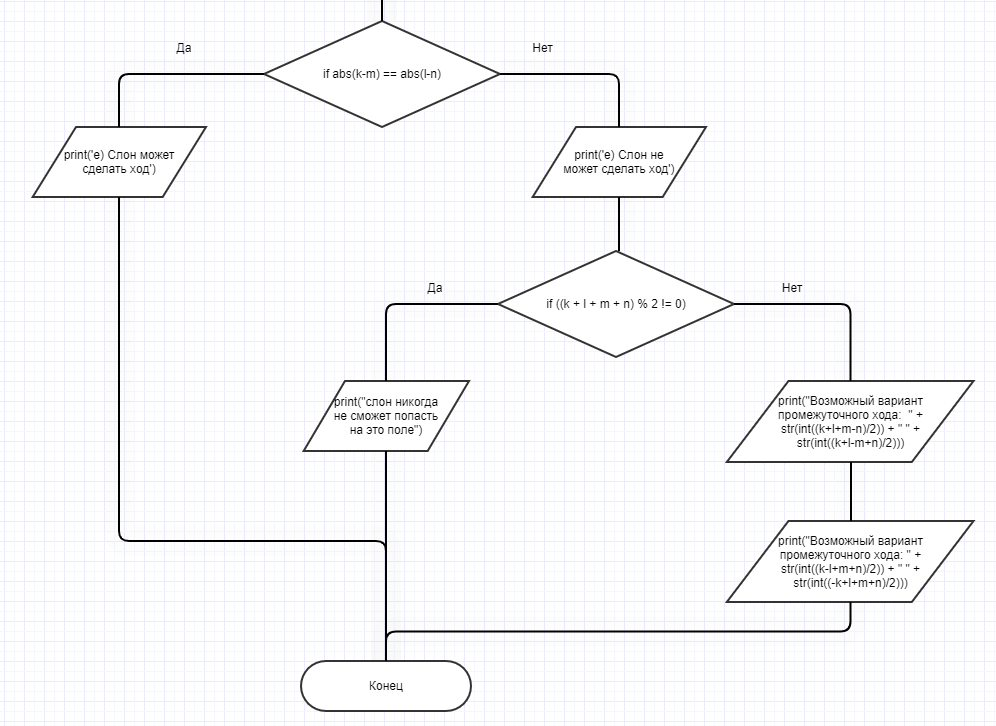 Да
Нет
if abs(k-m) == abs(l-n)
print('е) Слон может
сделать ход')
print('е) Слон не
может сделать ход')
Да
Нет
if ((k + l + m + n) % 2 != 0)
print("слон никогда
не сможет попасть
на это поле")
print("Возможный вариант
промежуточного хода:  " +
str(int((k+l+m-n)/2)) + " " +
str(int((k+l-m+n)/2)))
print("Возможный вариант
промежуточного хода: " +
str(int((k-l+m+n)/2)) + " " +
str(int((-k+l+m+n)/2)))
Конец